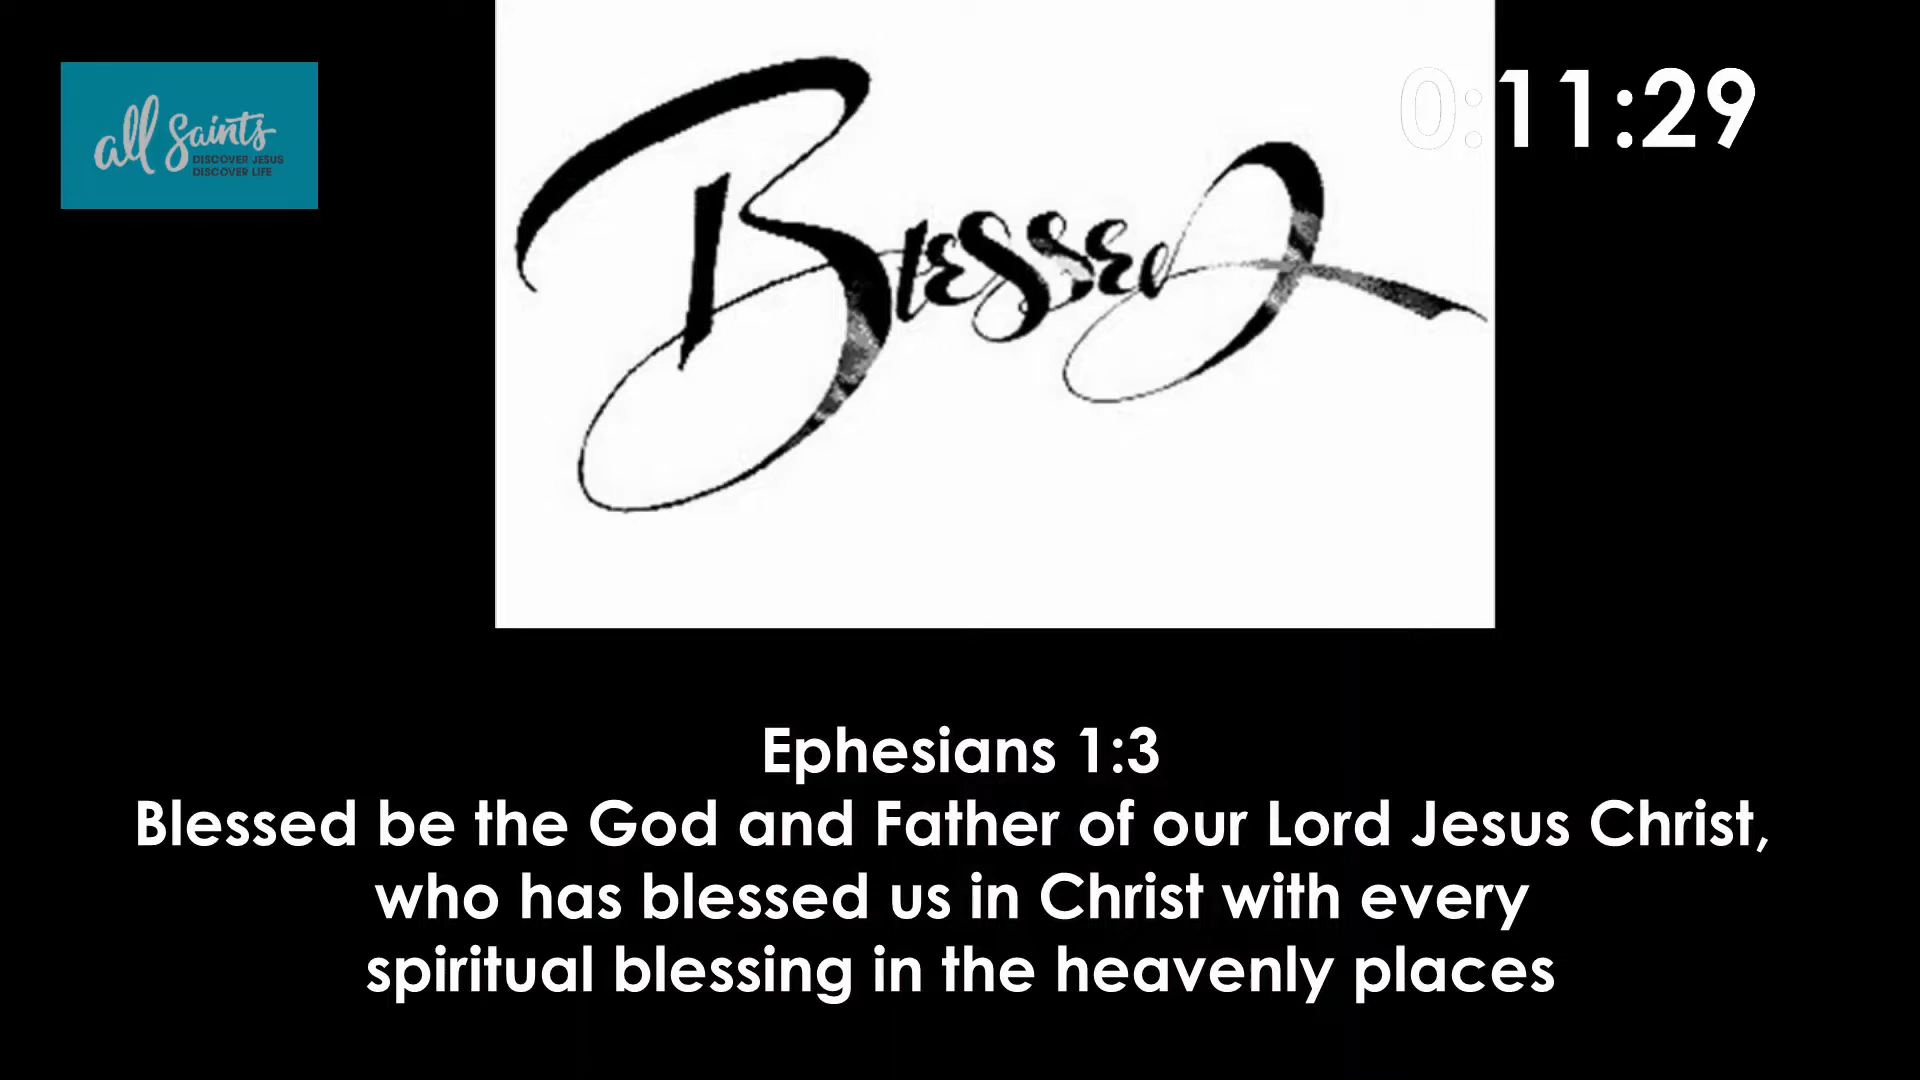 all Saints
DISCOVER JESUS
DISCOVER LIFE
Blessed
0:11:29
Ephesians 1:3
Blessed be the God and Father of our Lord Jesus Christ,
who has blessed us in Christ with every
spiritual blessing in the heavenly places